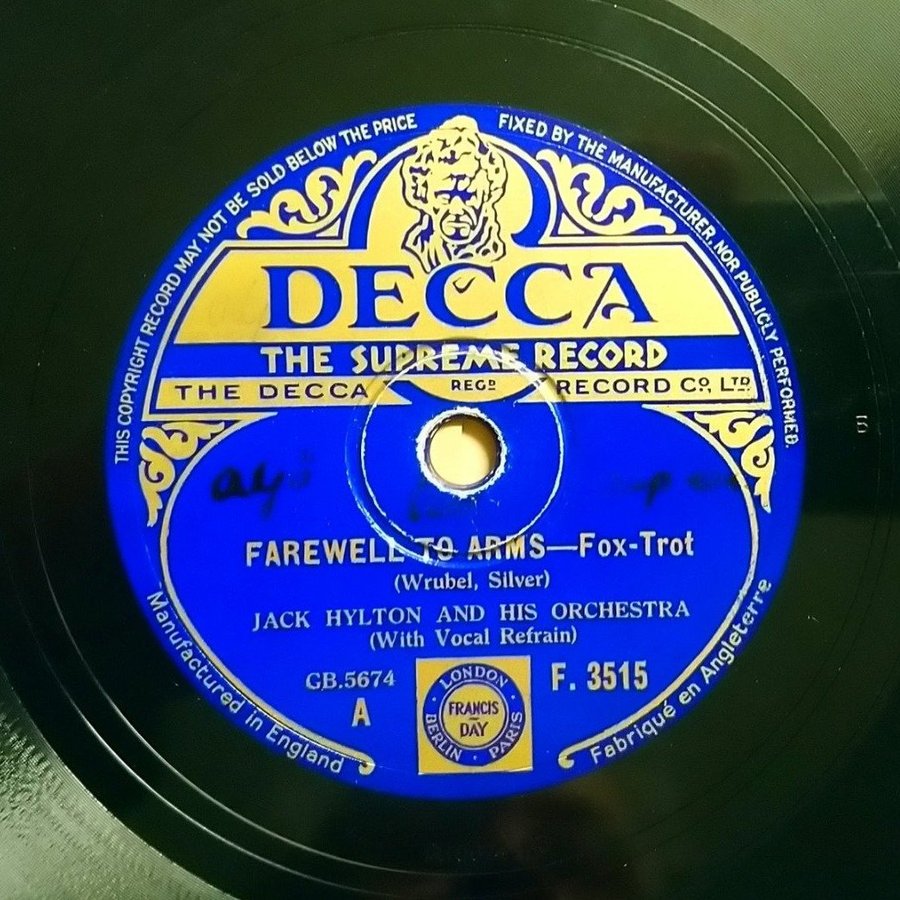 THIS COPYRIGHT RECORD MAY NOT BE SOLD BELOW THE PRICE FIXED BY THE MANUFACTURER, NOR PUBLICLY PERFORMED.
DECCA
THE SUPREME RECORD
THE DECCA REGD RECORD CO., LTD.
FAREWELL TO ARMS—Fox-Trot
(Wrubel, Silver)
JACK HYLTON AND HIS ORCHESTRA
(With Vocal Refrain)
GB.5674
A
F. 3515
LONDON
FRANCIS
DAY
BERLIN PARIS
Manufactured in England
Fabriqué en Angleterre